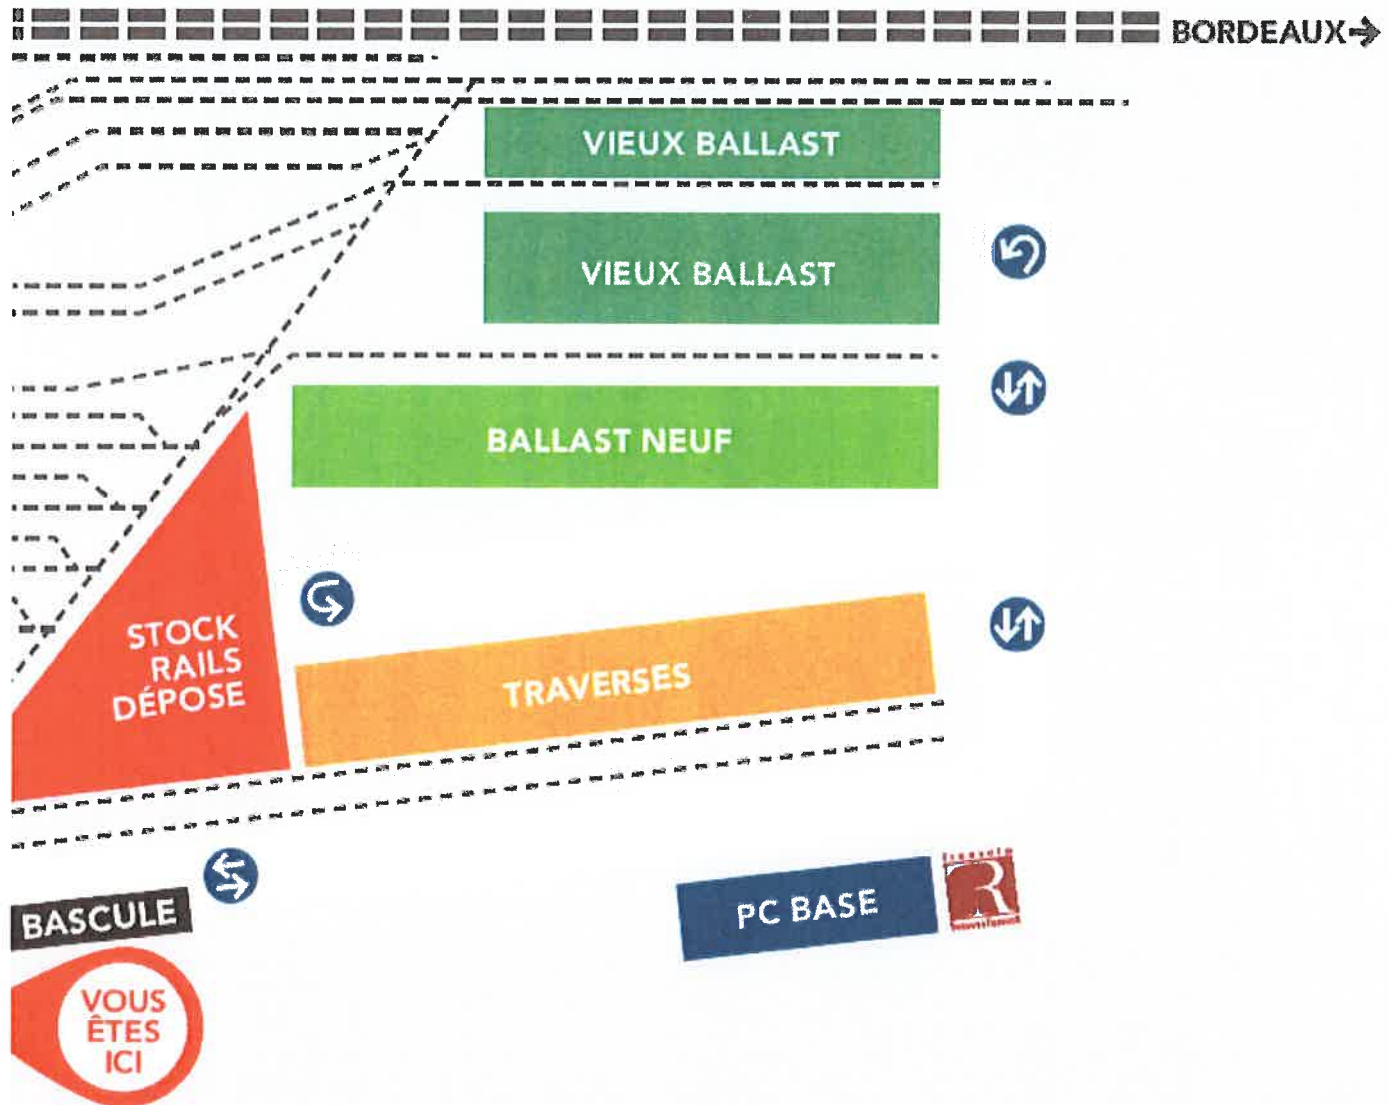 BORDEAUX
VIEUX BALLAST
VIEUX BALLAST
BALLAST NEUF
STOCK
RAILS
DÉPOSE
TRAVERSES
BASCULE
PC BASE
R
VOUS
ÊTES
ICI